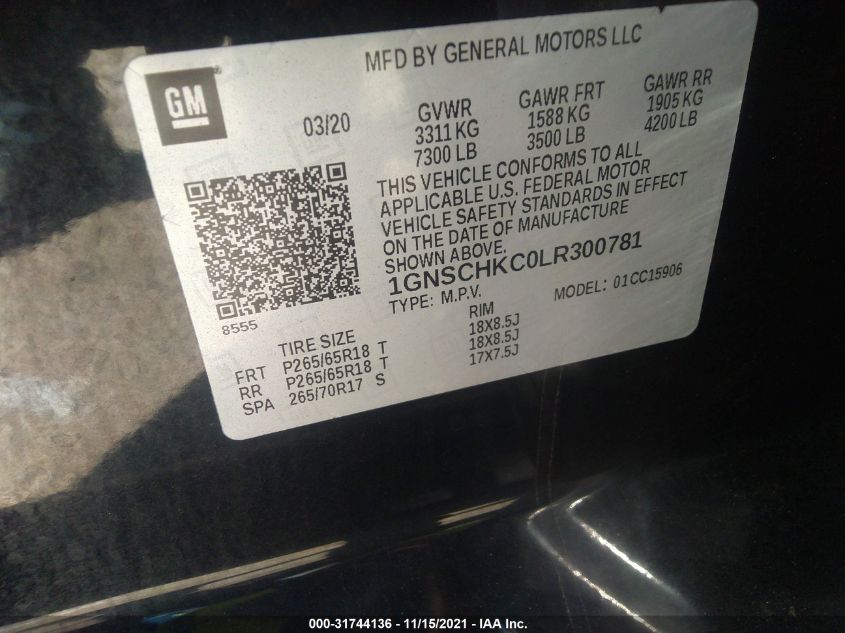 MFD BY GENERAL MOTORS LLC
GM
03/20
GVWR
3311 KG
7300 LB
GAWR FRT
1588 KG
3500 LB
GAWR RR
1905 KG
4200 LB
THIS VEHICLE CONFORMS TO ALL
APPLICABLE U.S. FEDERAL MOTOR
VEHICLE SAFETY STANDARDS IN EFFECT
ON THE DATE OF MANUFACTURE
SHOWN ABOVE.
1GNSCHKC0LR300781
TYPE: M.P.V. MODEL: 01CC15906
8555
TIRE SIZE RIM
FRT P265/65R18 T 18X8.5J
RR P265/65R18 T 18X8.5J
SPA 265/70R17 S 17X7.5J
000-31744136 - 11/15/2021 - IAA Inc.